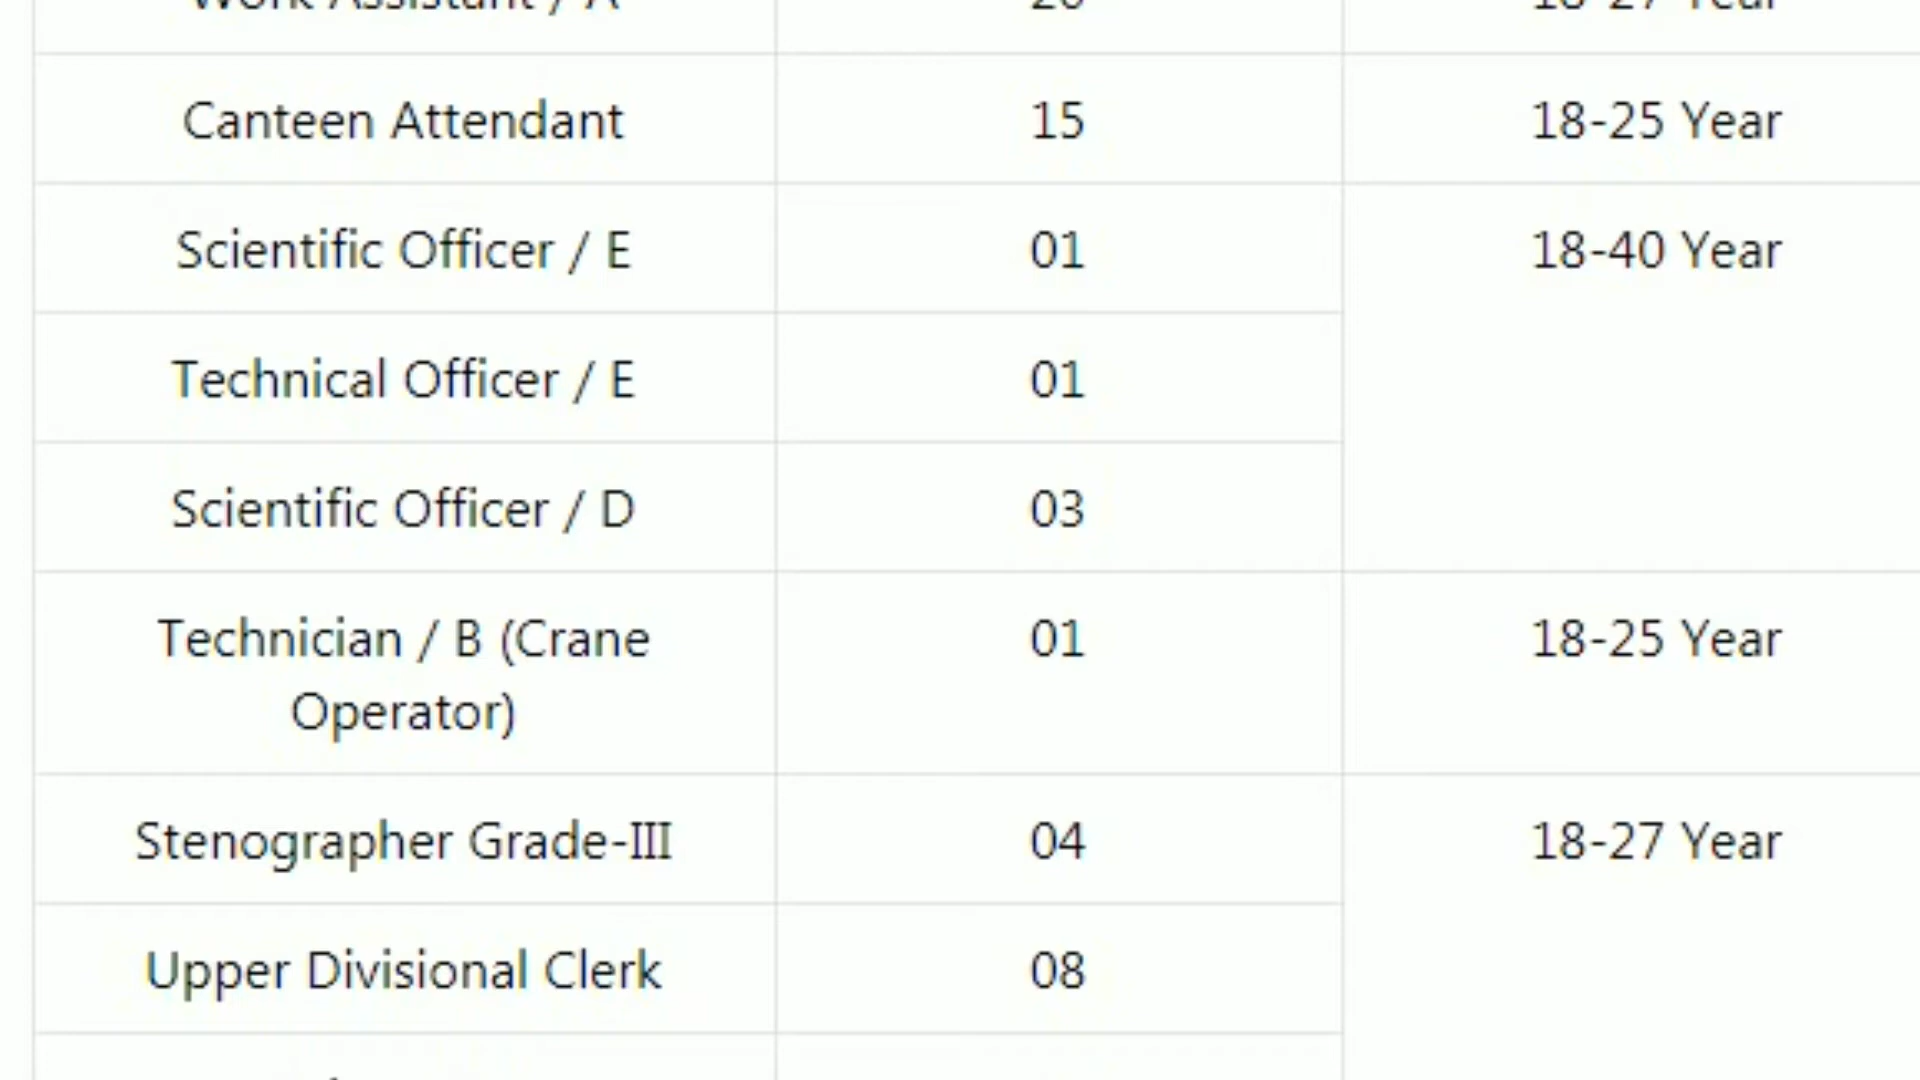 Work Assistant / A 20 18-27 Year
Canteen Attendant 15 18-25 Year
Scientific Officer / E 01 18-40 Year
Technical Officer / E 01
Scientific Officer / D 03
Technician / B (Crane 01 18-25 Year
Operator)
Stenographer Grade-III 04 18-27 Year
Upper Divisional Clerk 08